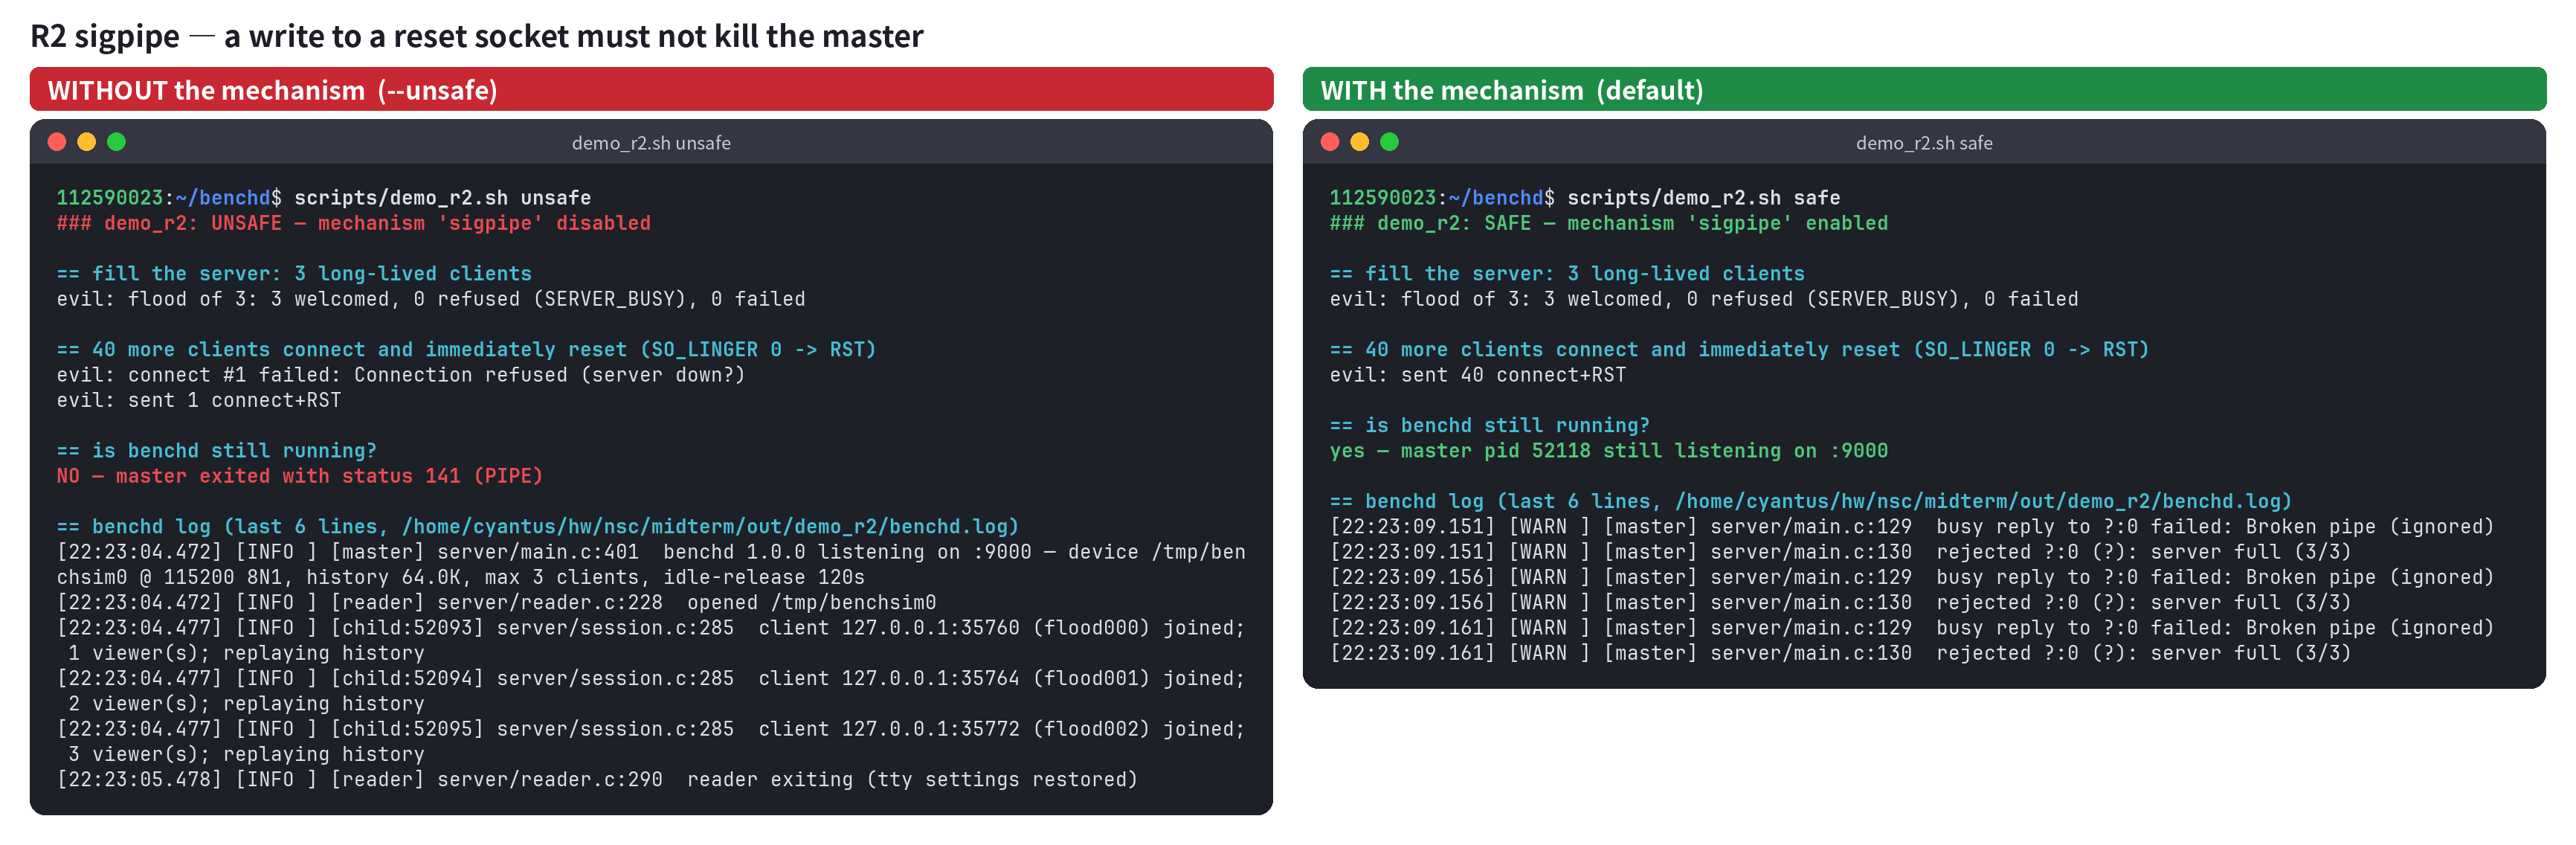 R2 sigpipe — a write to a reset socket must not kill the master
WITHOUT the mechanism (--unsafe)
demo_r2.sh unsafe
112590023:~/benchd$ scripts/demo_r2.sh unsafe
### demo_r2: UNSAFE — mechanism 'sigpipe' disabled
== fill the server: 3 long-lived clients
evil: flood of 3: 3 welcomed, 0 refused (SERVER_BUSY), 0 failed
== 40 more clients connect and immediately reset (SO_LINGER 0 -> RST)
evil: connect #1 failed: Connection refused (server down?)
evil: sent 1 connect+RST
== is benchd still running?
NO — master exited with status 141 (PIPE)
== benchd log (last 6 lines, /home/cyantus/hw/nsc/midterm/out/demo_r2/benchd.log)
[22:23:04.472] [INFO ] [master] server/main.c:401  benchd 1.0.0 listening on :9000 — device /tmp/ben
chsim0 @ 115200 8N1, history 64.0K, max 3 clients, idle-release 120s
[22:23:04.472] [INFO ] [reader] server/reader.c:228  opened /tmp/benchsim0
[22:23:04.477] [INFO ] [child:52093] server/session.c:285  client 127.0.0.1:35760 (flood000) joined;
1 viewer(s); replaying history
[22:23:04.477] [INFO ] [child:52094] server/session.c:285  client 127.0.0.1:35764 (flood001) joined;
2 viewer(s); replaying history
[22:23:04.477] [INFO ] [child:52095] server/session.c:285  client 127.0.0.1:35772 (flood002) joined;
3 viewer(s); replaying history
[22:23:05.478] [INFO ] [reader] server/reader.c:290  reader exiting (tty settings restored)
WITH the mechanism (default)
demo_r2.sh safe
112590023:~/benchd$ scripts/demo_r2.sh safe
### demo_r2: SAFE — mechanism 'sigpipe' enabled
== fill the server: 3 long-lived clients
evil: flood of 3: 3 welcomed, 0 refused (SERVER_BUSY), 0 failed
== 40 more clients connect and immediately reset (SO_LINGER 0 -> RST)
evil: sent 40 connect+RST
== is benchd still running?
yes — master pid 52118 still listening on :9000
== benchd log (last 6 lines, /home/cyantus/hw/nsc/midterm/out/demo_r2/benchd.log)
[22:23:09.151] [WARN ] [master] server/main.c:129  busy reply to ?:0 failed: Broken pipe (ignored)
[22:23:09.151] [WARN ] [master] server/main.c:130  rejected ?:0 (?): server full (3/3)
[22:23:09.156] [WARN ] [master] server/main.c:129  busy reply to ?:0 failed: Broken pipe (ignored)
[22:23:09.156] [WARN ] [master] server/main.c:130  rejected ?:0 (?): server full (3/3)
[22:23:09.161] [WARN ] [master] server/main.c:129  busy reply to ?:0 failed: Broken pipe (ignored)
[22:23:09.161] [WARN ] [master] server/main.c:130  rejected ?:0 (?): server full (3/3)